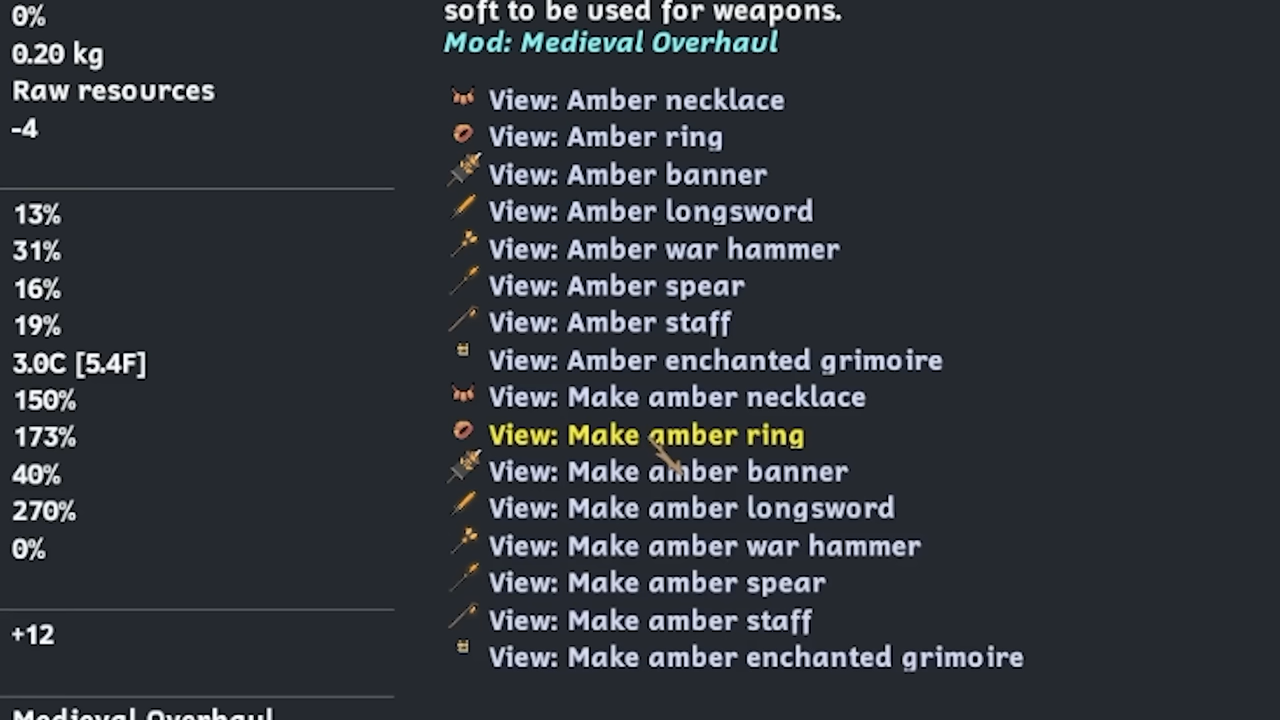 0%
0.20 kg
Raw resources
-4
13%
31%
16%
19%
3.0C [5.4F]
150%
173%
40%
270%
0%
+12
Medieval Overhaul
soft to be used for weapons.
Mod: Medieval Overhaul
View: Amber necklace
View: Amber ring
View: Amber banner
View: Amber longsword
View: Amber war hammer
View: Amber spear
View: Amber staff
View: Amber enchanted grimoire
View: Make amber necklace
View: Make amber ring
View: Make amber banner
View: Make amber longsword
View: Make amber war hammer
View: Make amber spear
View: Make amber staff
View: Make amber enchanted grimoire